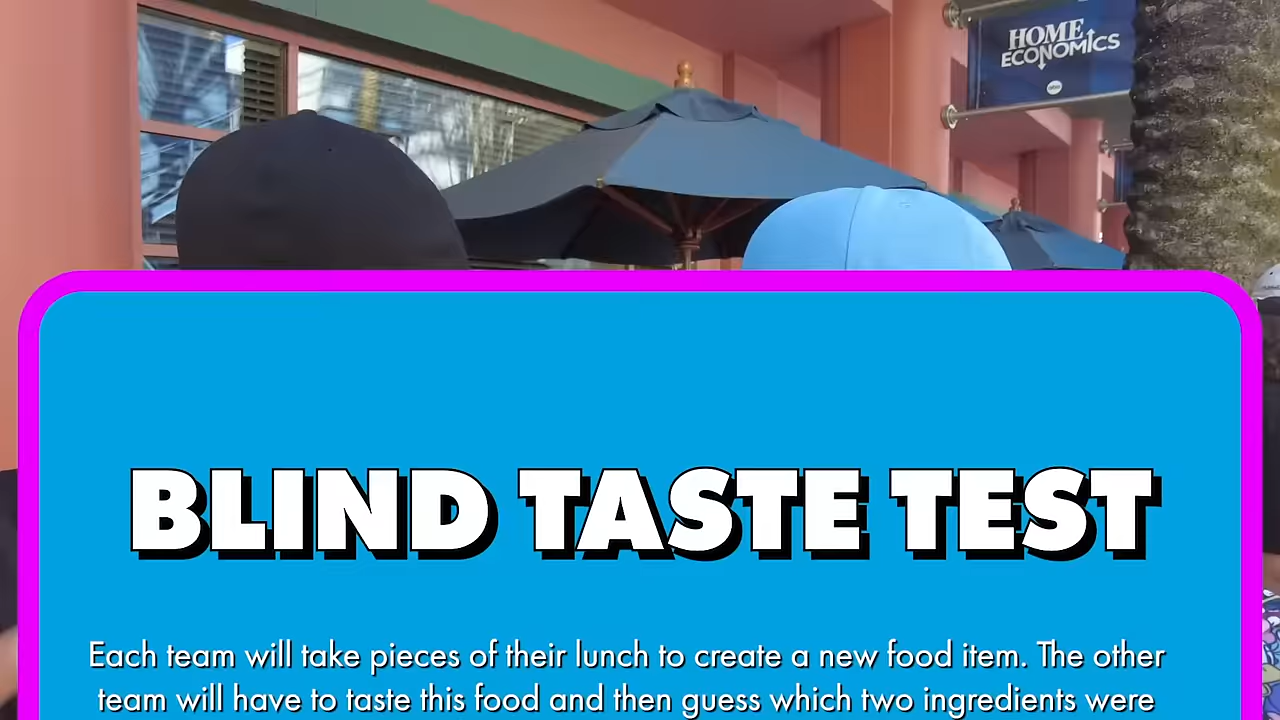 HOME
ECONOMICS
abc
BLIND TASTE TEST
Each team will take pieces of their lunch to create a new food item. The other
team will have to taste this food and then guess which two ingredients were